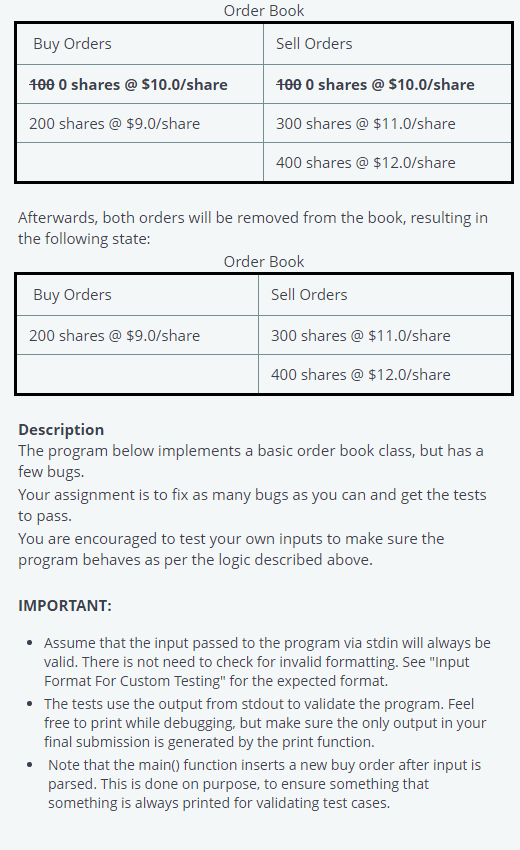 Order Book
Buy Orders Sell Orders
100 0 shares @ $10.0/share 100 0 shares @ $10.0/share
200 shares @ $9.0/share 300 shares @ $11.0/share
400 shares @ $12.0/share
Afterwards, both orders will be removed from the book, resulting in
the following state:
Order Book
Buy Orders Sell Orders
200 shares @ $9.0/share 300 shares @ $11.0/share
400 shares @ $12.0/share
Description
The program below implements a basic order book class, but has a
few bugs.
Your assignment is to fix as many bugs as you can and get the tests
to pass.
You are encouraged to test your own inputs to make sure the
program behaves as per the logic described above.
IMPORTANT:
• Assume that the input passed to the program via stdin will always be
valid. There is not need to check for invalid formatting. See "Input
Format For Custom Testing" for the expected format.
• The tests use the output from stdout to validate the program. Feel
free to print while debugging, but make sure the only output in your
final submission is generated by the print function.
• Note that the main() function inserts a new buy order after input is
parsed. This is done on purpose, to ensure something that
something is always printed for validating test cases.